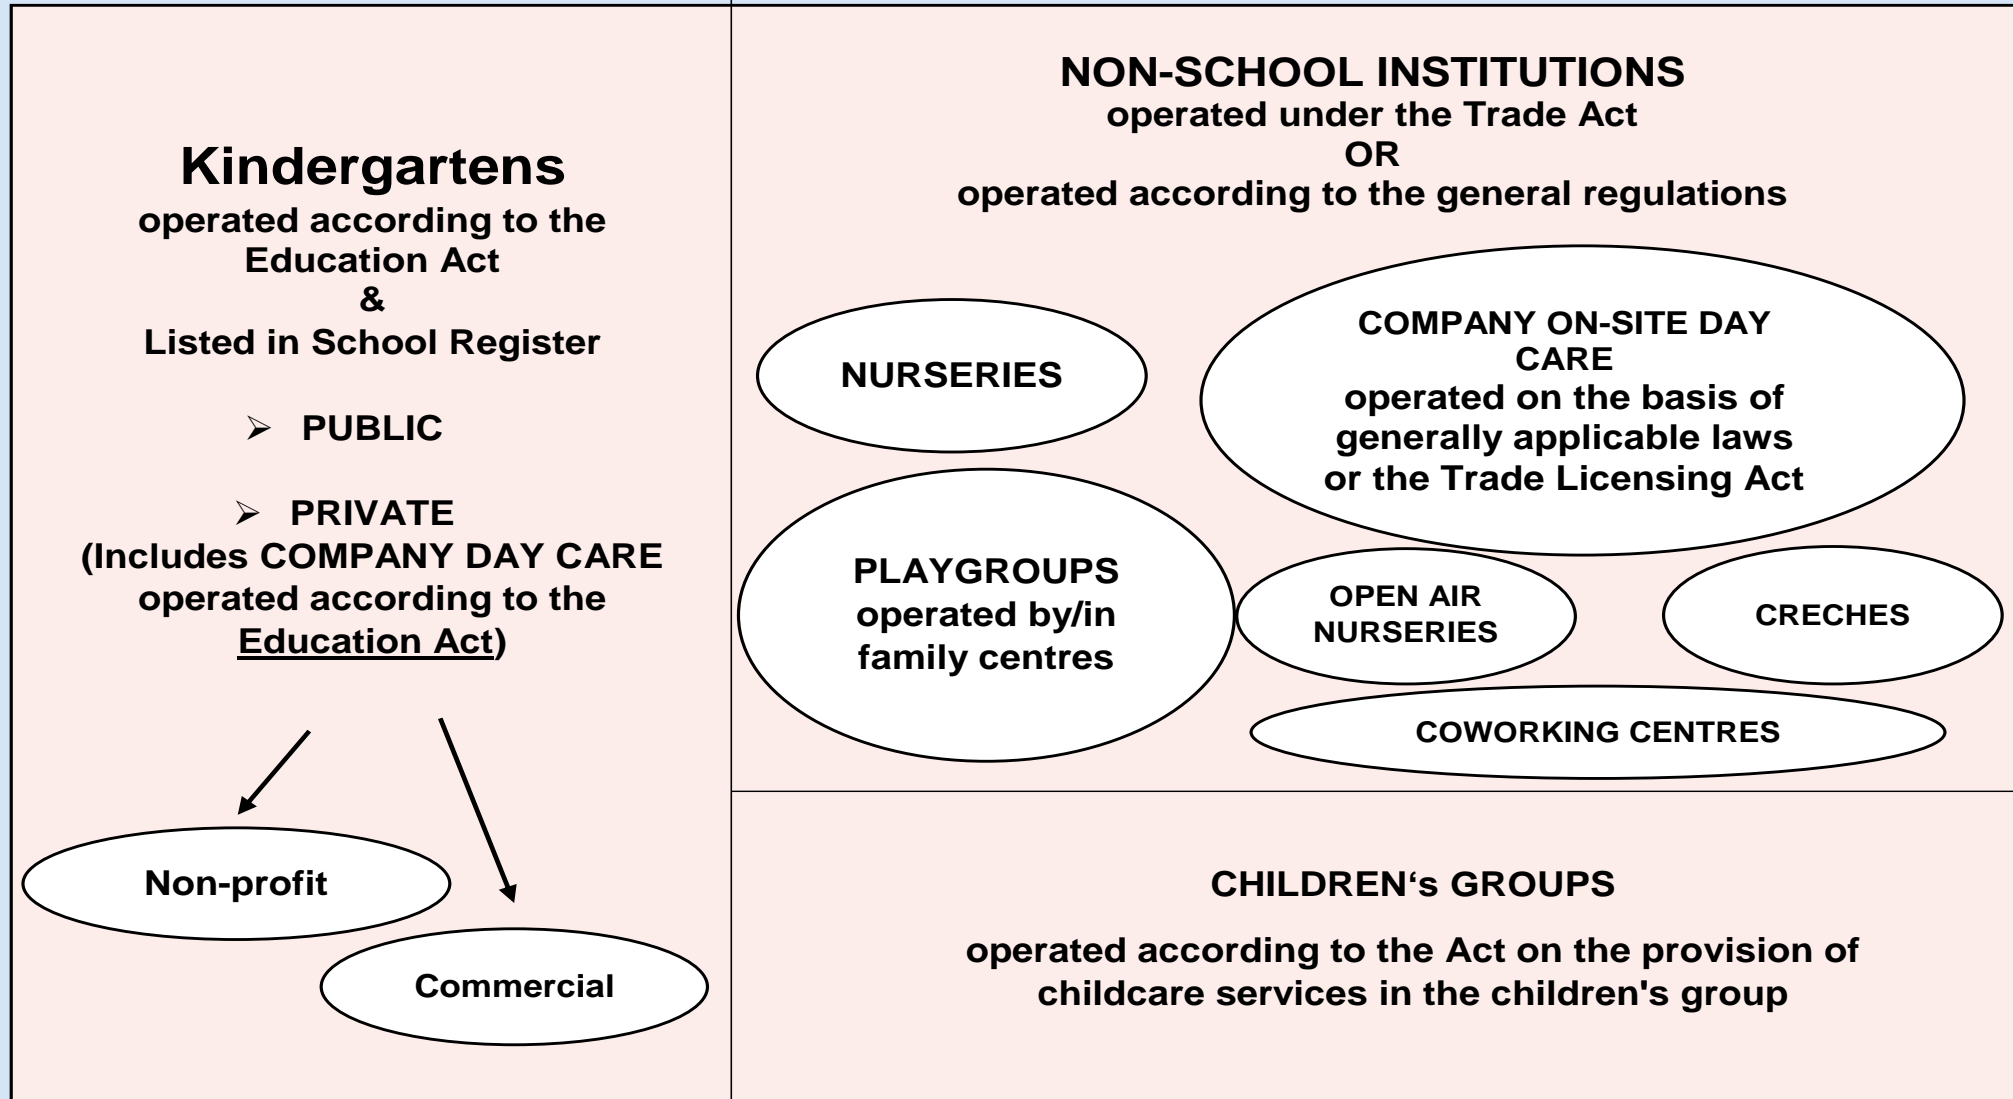 Kindergartens
operated according to the
Education Act
&
Listed in School Register
➢ PUBLIC
➢ PRIVATE
(Includes COMPANY DAY CARE
operated according to the
Education Act)
Non-profit
Commercial
NON-SCHOOL INSTITUTIONS
operated under the Trade Act
OR
operated according to the general regulations
NURSERIES
COMPANY ON-SITE DAY
CARE
operated on the basis of
generally applicable laws
or the Trade Licensing Act
PLAYGROUPS
operated by/in
family centres
OPEN AIR
NURSERIES
CRECHES
COWORKING CENTRES
CHILDREN‘s GROUPS
operated according to the Act on the provision of
childcare services in the children's group